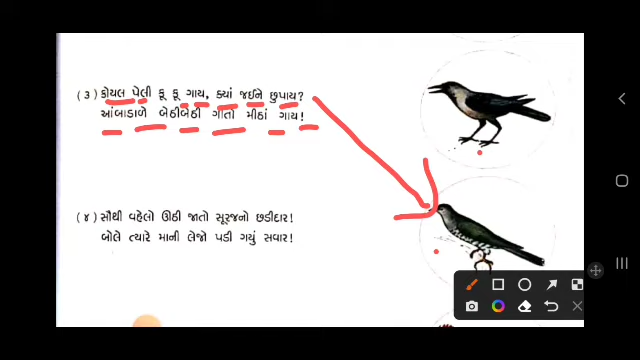 (૩) કોયલ પેલી કૂ કૂ ગાય, ક્યાં જઈને છુપાય?
આંબાડાળે બેઠીબેઠી ગીતો મીઠાં ગાય!
(૪) સૌથી વહેલો ઊઠી જાતો સૂરજનો છડીદાર!
બોલે ત્યારે માની લેજો પડી ગયું સવાર!